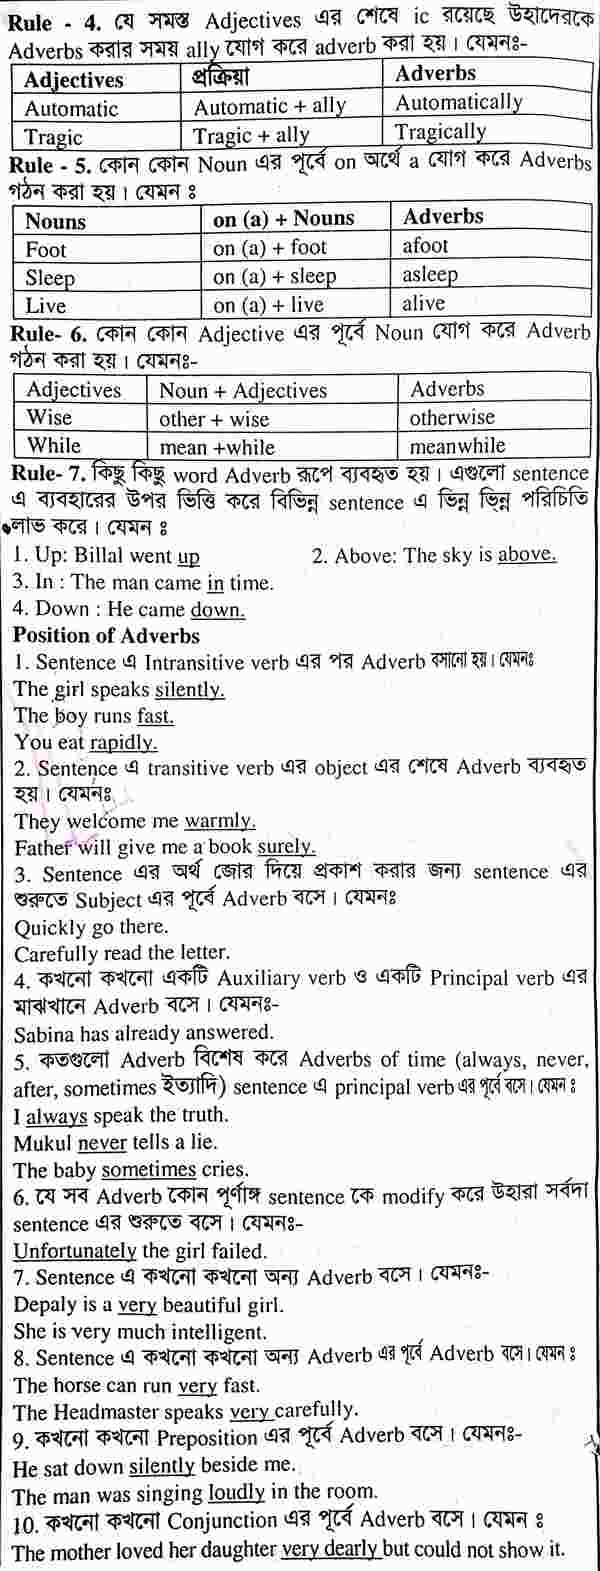 Rule - 4. যে সমস্ত Adjectives এর শেষে ic রয়েছে উহাদেরকে
Adverbs করার সময় ally যোগ করে adverb করা হয়। যেমনঃ-
Adjectives প্রক্রিয়া Adverbs
Automatic Automatic + ally Automatically
Tragic Tragic + ally Tragically
Rule - 5. কোন কোন Noun এর পূর্বে on অর্থে a যোগ করে Adverbs
গঠন করা হয়। যেমন ঃ
Nouns on (a) + Nouns Adverbs
Foot on (a) + foot afoot
Sleep on (a) + sleep asleep
Live on (a) + live alive
Rule- 6. কোন কোন Adjective এর পূর্বে Noun যোগ করে Adverb
গঠন করা হয়। যেমনঃ-
Adjectives Noun + Adjectives Adverbs
Wise other + wise otherwise
While mean +while meanwhile
Rule- 7. কিছু কিছু word Adverb রূপে ব্যবহৃত হয়। এগুলো sentence
এ ব্যবহারের উপর ভিত্তি করে বিভিন্ন sentence এ ভিন্ন ভিন্ন পরিচিতি
লাভ করে। যেমন ঃ
1. Up: Billal went up 2. Above: The sky is above.
3. In : The man came in time.
4. Down : He came down.
Position of Adverbs
1. Sentence এ Intransitive verb এর পর Adverb বসানো হয়। যেমনঃ
The girl speaks silently.
The boy runs fast.
You eat rapidly.
2. Sentence এ transitive verb এর object এর শেষে Adverb ব্যবহৃত
হয়। যেমনঃ
They welcome me warmly.
Father will give me a book surely.
3. Sentence এর অর্থ জোর দিয়ে প্রকাশ করার জন্য sentence এর
শুরুতে Subject এর পূর্বে Adverb বসে। যেমনঃ
Quickly go there.
Carefully read the letter.
4. কখনো কখনো একটি Auxiliary verb ও একটি Principal verb এর
মাঝখানে Adverb বসে। যেমনঃ-
Sabina has already answered.
5. কতগুলো Adverb বিশেষ করে Adverbs of time (always, never,
after, sometimes ইত্যাদি) sentence এ principal verb এর পূর্বে বসে। যেমন ঃ
I always speak the truth.
Mukul never tells a lie.
The baby sometimes cries.
6. যে সব Adverb কোন পূর্ণাঙ্গ sentence কে modify করে উহারা সর্বদা
sentence এর শুরুতে বসে। যেমনঃ-
Unfortunately the girl failed.
7. Sentence এ কখনো কখনো অন্য Adverb বসে। যেমনঃ-
Depaly is a very beautiful girl.
She is very much intelligent.
8. Sentence এ কখনো কখনো অন্য Adverb এর পূর্বে Adverb বসে। যেমন ঃ
The horse can run very fast.
The Headmaster speaks very carefully.
9. কখনো কখনো Preposition এর পূর্বে Adverb বসে। যেমনঃ-
He sat down silently beside me.
The man was singing loudly in the room.
10. কখনো কখনো Conjunction এর পূর্বে Adverb বসে। যেমন ঃ
The mother loved her daughter very dearly but could not show it.